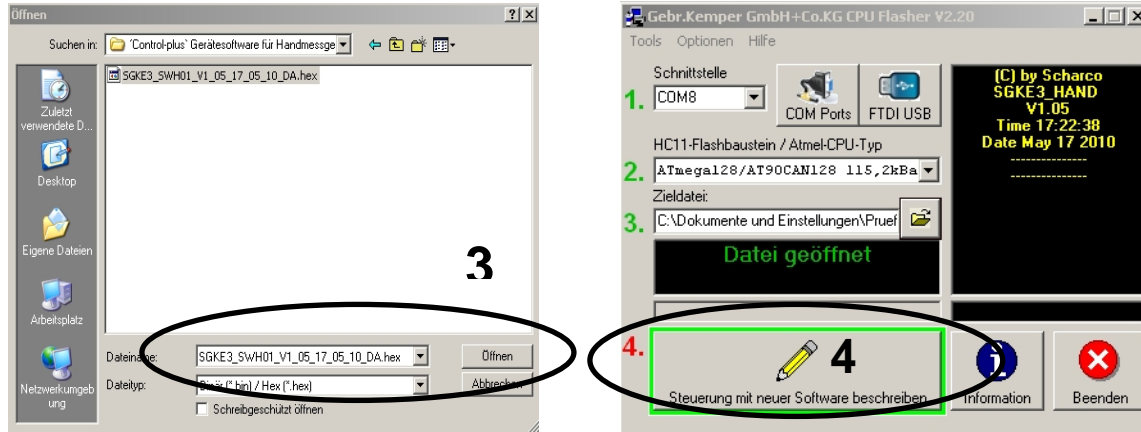 Öffnen
Suchen in:
'Control-plus' Gerätesoftware für Handmessge
SGKE3_SWH01_V1_05_17_05_10_DA.hex
Zuletzt
verwendete D...
Desktop
Eigene Dateien
Arbeitsplatz
Netzwerkumgeb
ung
3
Dateiname:
SGKE3_SWH01_V1_05_17_05_10_DA.hex
Öffnen
Dateityp:
Binär (*.bin) / Hex (*.hex)
Abbrechen
Schreibgeschützt öffnen
Gebr.Kemper GmbH+Co.KG CPU Flasher V2.20
Tools Optionen Hilfe
Schnittstelle
1.
COM8
COM Ports
FTDI USB
HC11-Flashbaustein / Atmel-CPU-Typ
2.
ATmega128/AT90CAN128 115,2kBa
Zieldatei:
3.
C:\Dokumente und Einstellungen\Pruef
Datei geöffnet
(C) by Scharco
SGKE3_HAND
V1.05
Time 17:22:38
Date May 17 2010
---------------
---------------
4.
4
Steuerung mit neuer Software beschreiben
Information
Beenden